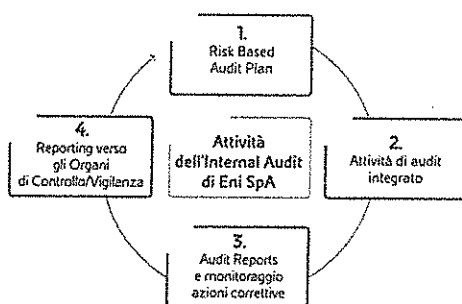 1.
Risk Based
Audit Plan
4.
Reporting verso
gli Organi
di Controllo/Vigilanza
Attività
dell'Internal Audit
di Eni SpA
2.
Attività di audit
integrato
3.
Audit Reports
e monitoraggio
azioni correttive